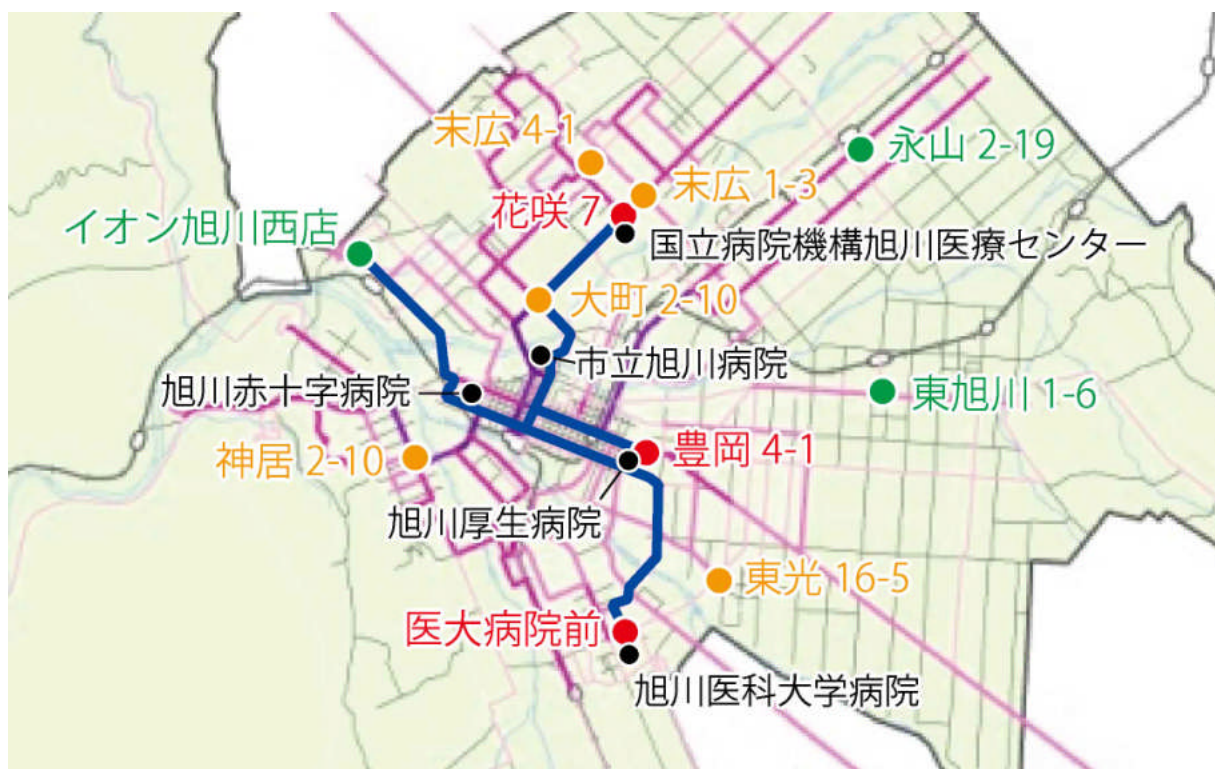 末広 4-1
永山 2-19
末広 1-3
花咲 7
イオン旭川西店
国立病院機構旭川医療センター
大町 2-10
市立旭川病院
旭川赤十字病院
東旭川 1-6
神居 2-10
豊岡 4-1
旭川厚生病院
東光 16-5
医大病院前
旭川医科大学病院